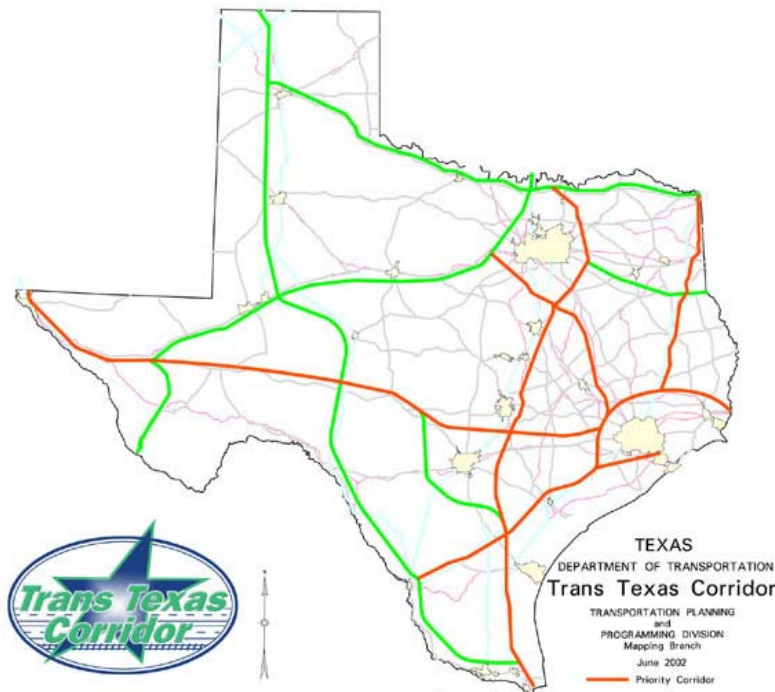 TEXAS
DEPARTMENT OF TRANSPORTATION
Trans Texas Corridor
TRANSPORTATION PLANNING
and
PROGRAMMING DIVISION
Mapping Branch
June 2002
Priority Corridor
Trans Texas
Corridor